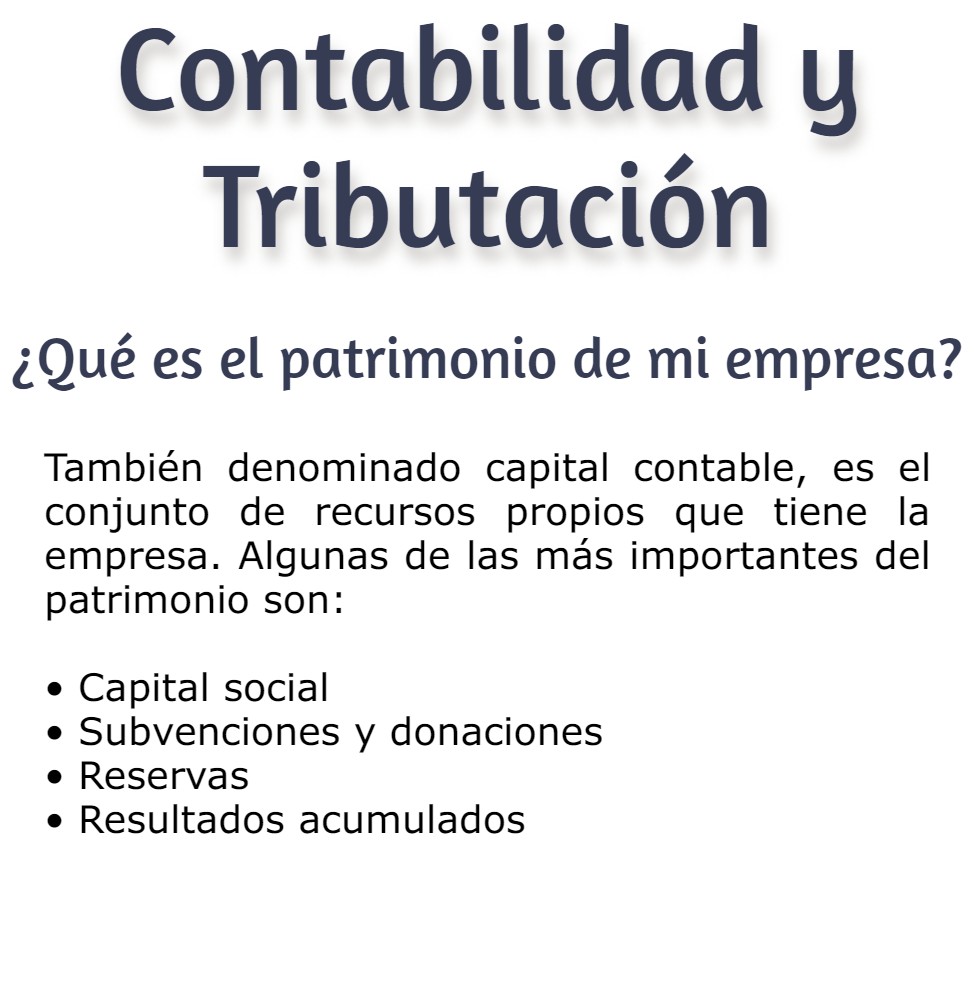 Contabilidad y
Tributación
¿Qué es el patrimonio de mi empresa?
También denominado capital contable, es el
conjunto de recursos propios que tiene la
empresa. Algunas de las más importantes del
patrimonio son:
• Capital social
• Subvenciones y donaciones
• Reservas
• Resultados acumulados